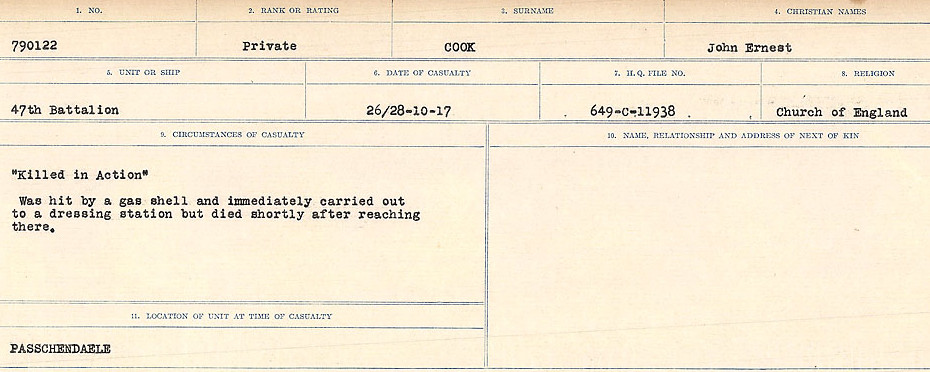 1. NO. 2. RANK OR RATING 3. SURNAME 4. CHRISTIAN NAMES
790122 Private COOK John Ernest
5. UNIT OR SHIP 6. DATE OF CASUALTY 7. H.Q. FILE NO. 8. RELIGION
47th Battalion 26/28-10-17 649-C-11938 Church of England
9. CIRCUMSTANCES OF CASUALTY 10. NAME, RELATIONSHIP AND ADDRESS OF NEXT OF KIN
"Killed in Action"
Was hit by a gas shell and immediately carried out
to a dressing station but died shortly after reaching
there.
11. LOCATION OF UNIT AT TIME OF CASUALTY
PASSCHENDAELE